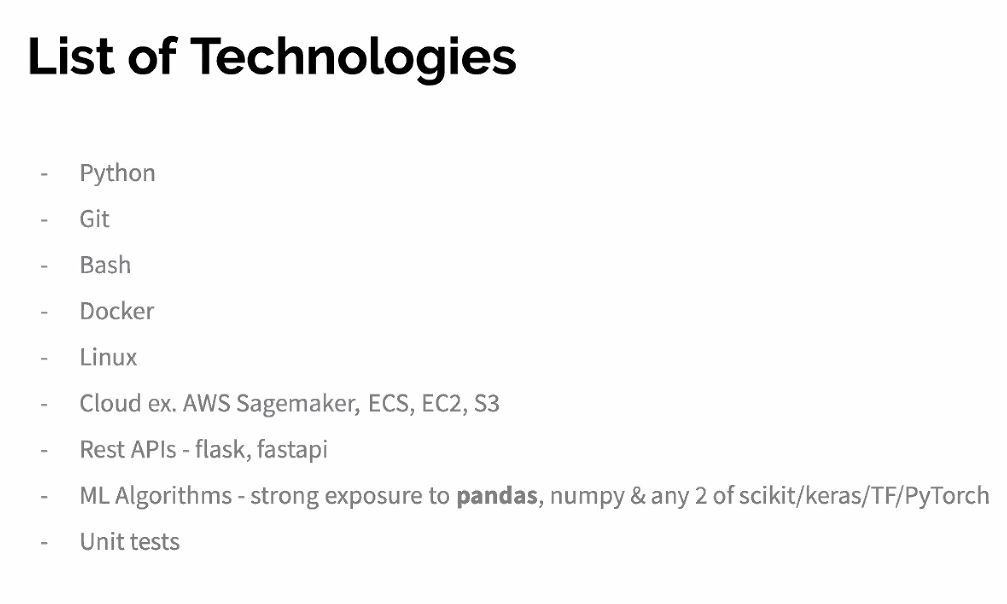 List of Technologies
- Python
- Git
- Bash
- Docker
- Linux
- Cloud ex. AWS Sagemaker, ECS, EC2, S3
- Rest APIs - flask, fastapi
- ML Algorithms - strong exposure to pandas, numpy & any 2 of scikit/keras/TF/PyTorch
- Unit tests